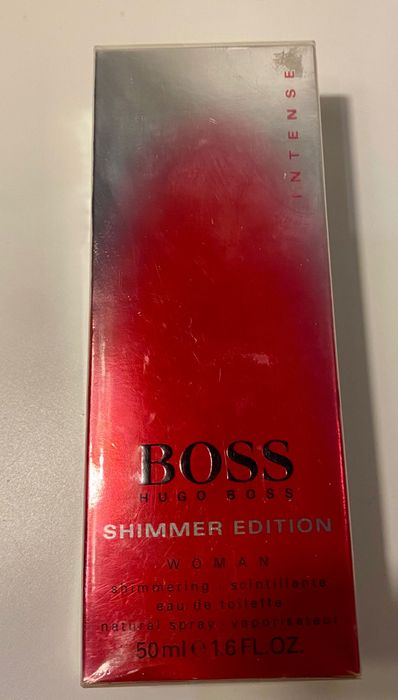 INTENSE
BOSS
HUGO BOSS
SHIMMER EDITION
WOMAN
shimmering · scintillante
eau de toilette
natural spray · vaporisateur
50 ml ℮ 1.6 FL.OZ.